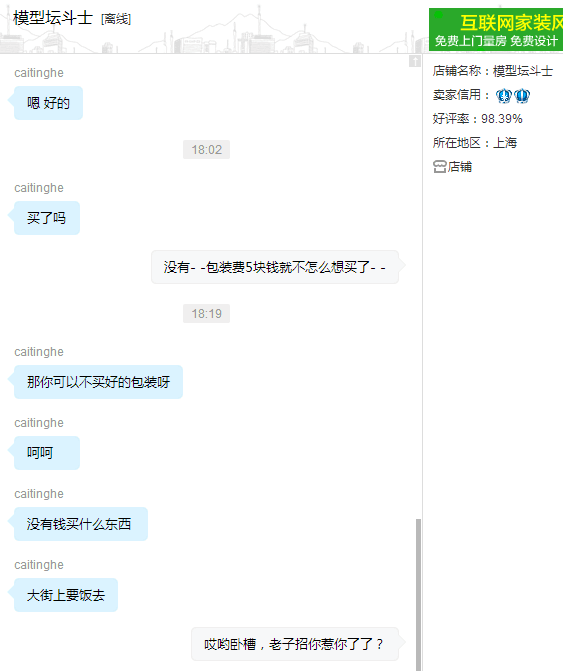 模型坛斗士 [离线]
caitinghe
嗯 好的
18:02
caitinghe
买了吗
没有- -包装费5块钱就不怎么想买了- -
18:19
caitinghe
那你可以不买好的包装呀
caitinghe
呵呵
caitinghe
没有钱买什么东西
caitinghe
大街上要饭去
哎哟卧槽，老子招你惹你了了？
互联网家装风
免费上门量房 免费设计
店铺名称：模型坛斗士
卖家信用：
好评率：98.39%
所在地区：上海
店铺